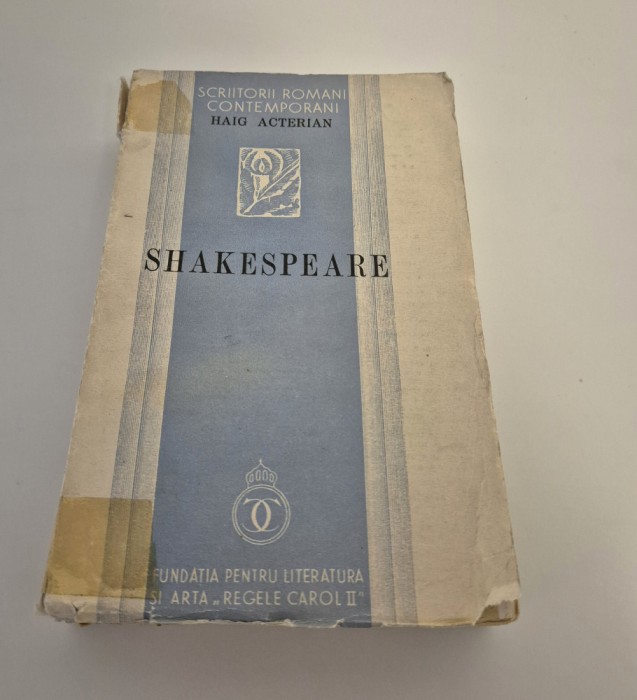 SCRIITORII ROMANI
CONTEMPORANI
HAIG ACTERIAN
SHAKESPEARE
FUNDAȚIA PENTRU LITERATURA
ȘI ARTA „REGELE CAROL II"